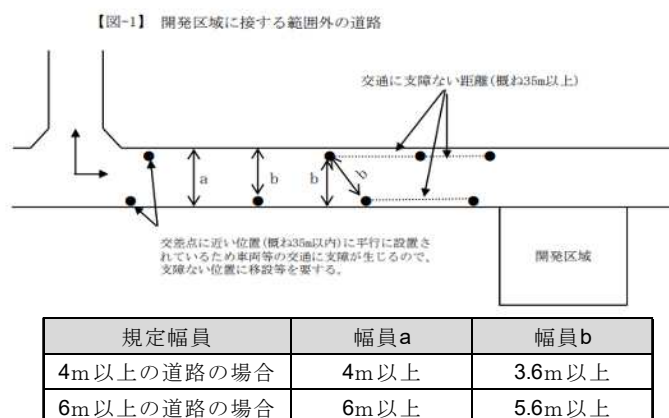 【図-1】 開発区域に接する範囲外の道路
交通に支障ない距離(概ね35m以上)
a
b
b
b
交差点に近い位置(概ね35m以内)に平行に設置さ
れているため車両等の交通に支障が生じるので、
支障ない位置に移設等を要する。
開発区域
規定幅員 幅員a 幅員b
4m以上の道路の場合 4m以上 3.6m以上
6m以上の道路の場合 6m以上 5.6m以上